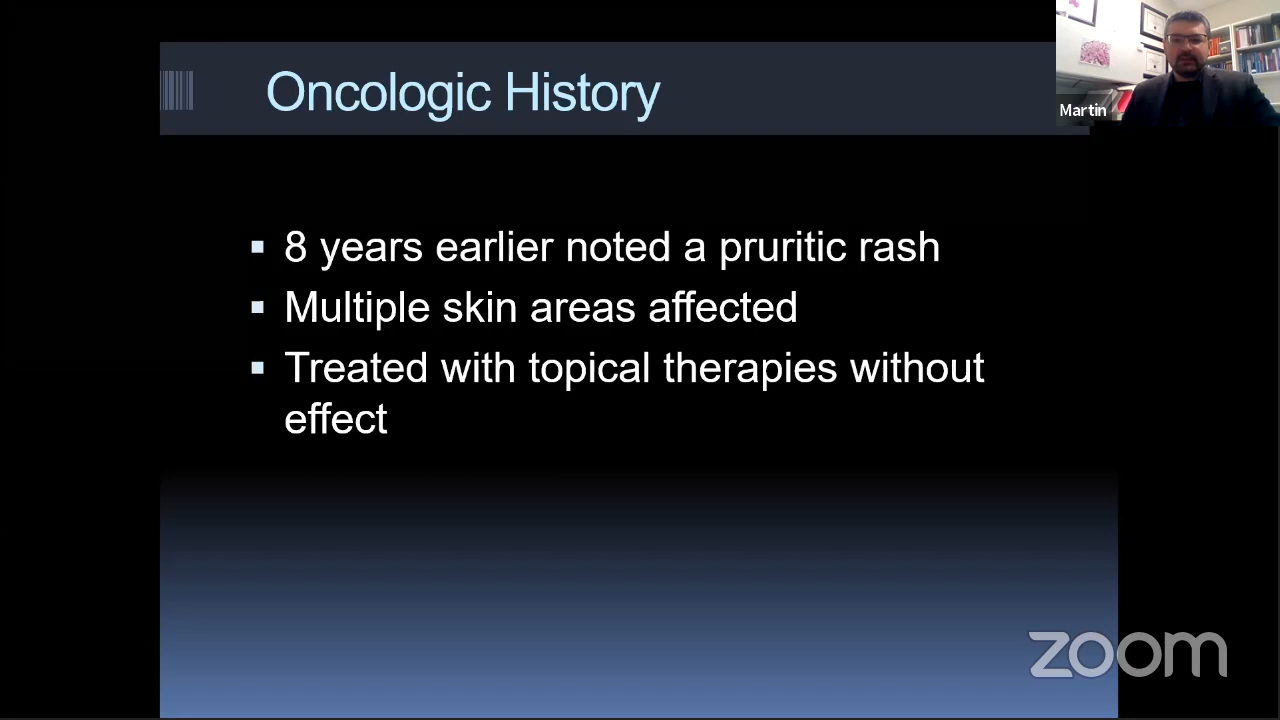 Oncologic History
Martin
8 years earlier noted a pruritic rash
Multiple skin areas affected
Treated with topical therapies without
effect
zoom